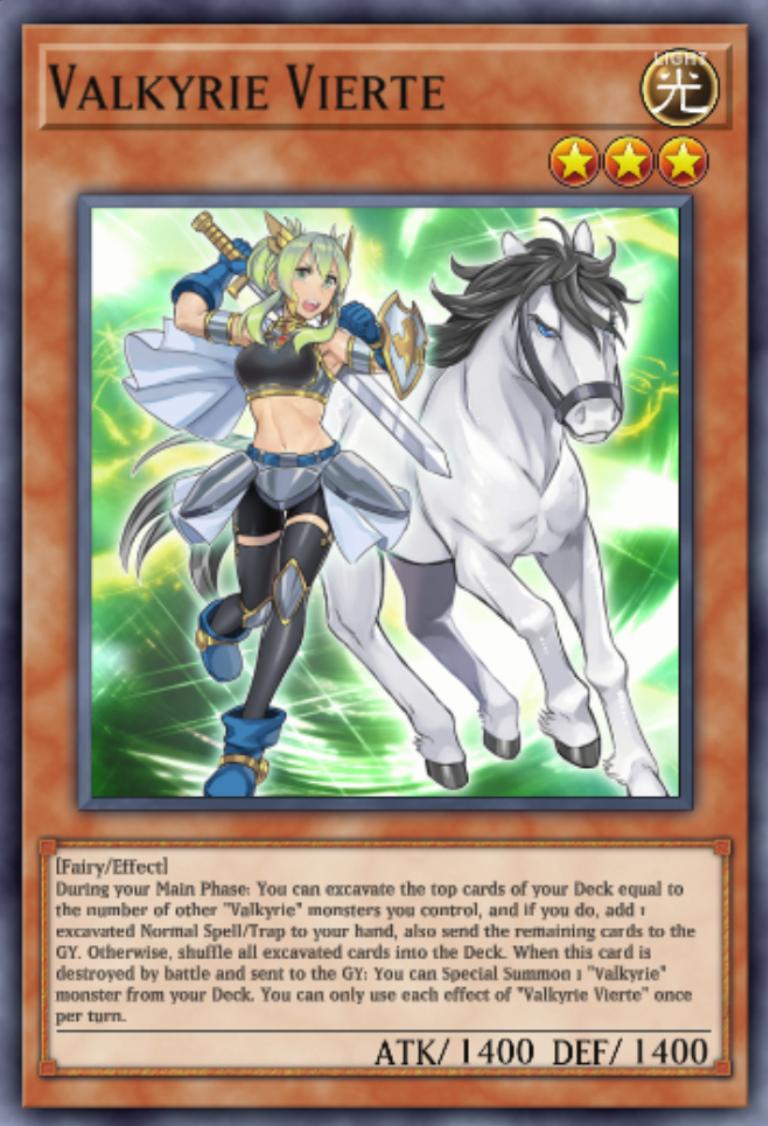 Valkyrie Vierte
LIGHT
光
[Fairy/Effect]
During your Main Phase: You can excavate the top cards of your Deck equal to
the number of other "Valkyrie" monsters you control, and if you do, add 1
excavated Normal Spell/Trap to your hand, also send the remaining cards to the
GY. Otherwise, shuffle all excavated cards into the Deck. When this card is
destroyed by battle and sent to the GY: You can Special Summon 1 "Valkyrie"
monster from your Deck. You can only use each effect of "Valkyrie Vierte" once
per turn.
ATK/ 1400 DEF/ 1400